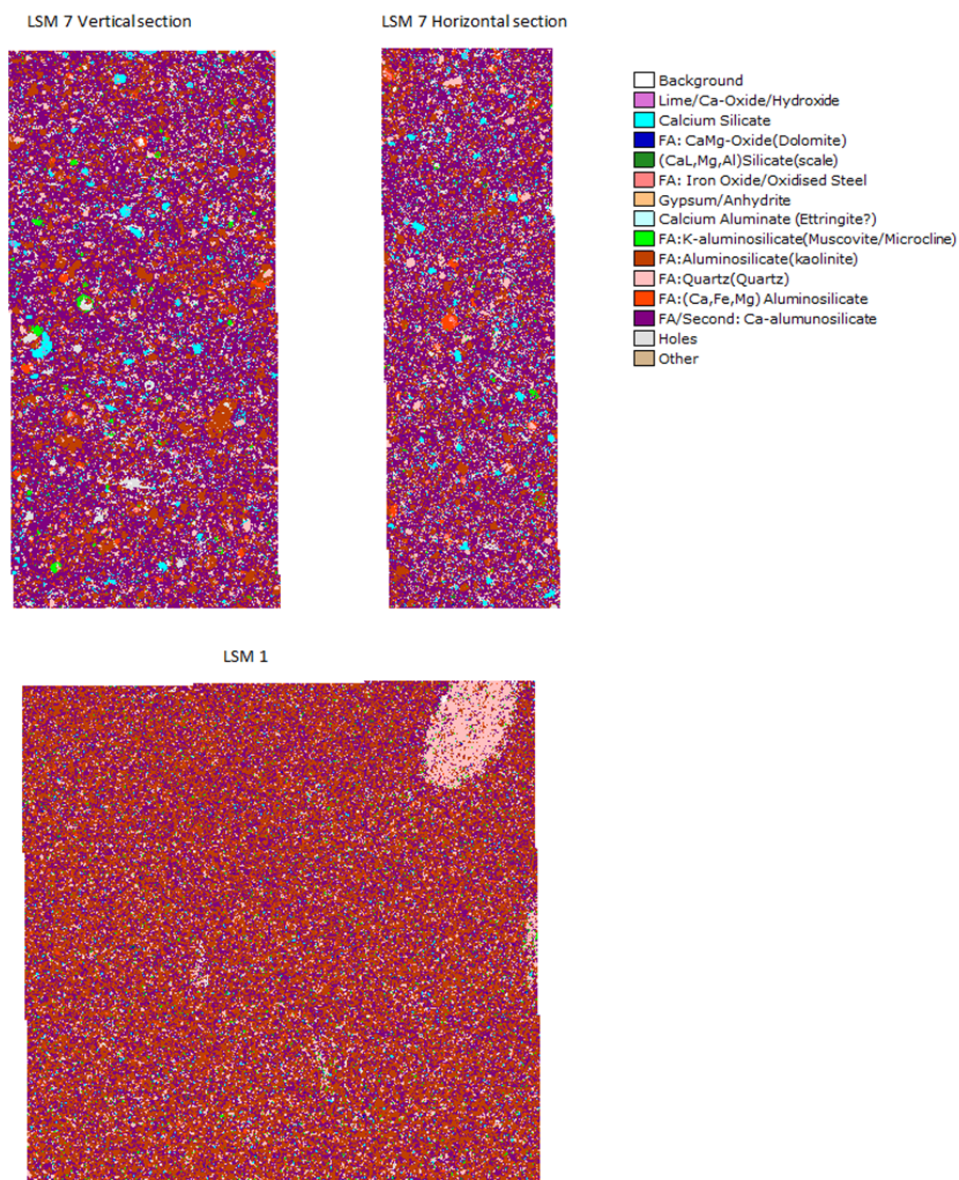 LSM 7 Vertical section
LSM 7 Horizontal section
Background
Lime/Ca-Oxide/Hydroxide
Calcium Silicate
FA: CaMg-Oxide(Dolomite)
(CaL,Mg,Al)Silicate(scale)
FA: Iron Oxide/Oxidised Steel
Gypsum/Anhydrite
Calcium Aluminate (Ettringite?)
FA:K-aluminosilicate(Muscovite/Microcline)
FA:Aluminosilicate(kaolinite)
FA:Quartz(Quartz)
FA:(Ca,Fe,Mg) Aluminosilicate
FA/Second: Ca-alumunosilicate
Holes
Other
LSM 1